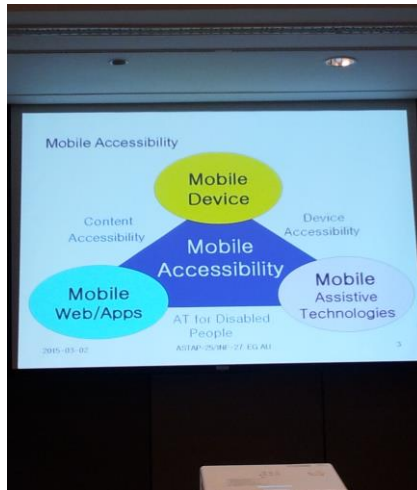 Mobile Accessibility
Mobile
Device
Content
Accessibility
Device
Accessibility
Mobile
Accessibility
Mobile
Web/Apps
Mobile
Assistive
Technologies
AT for Disabled
People
2015-03-02
3